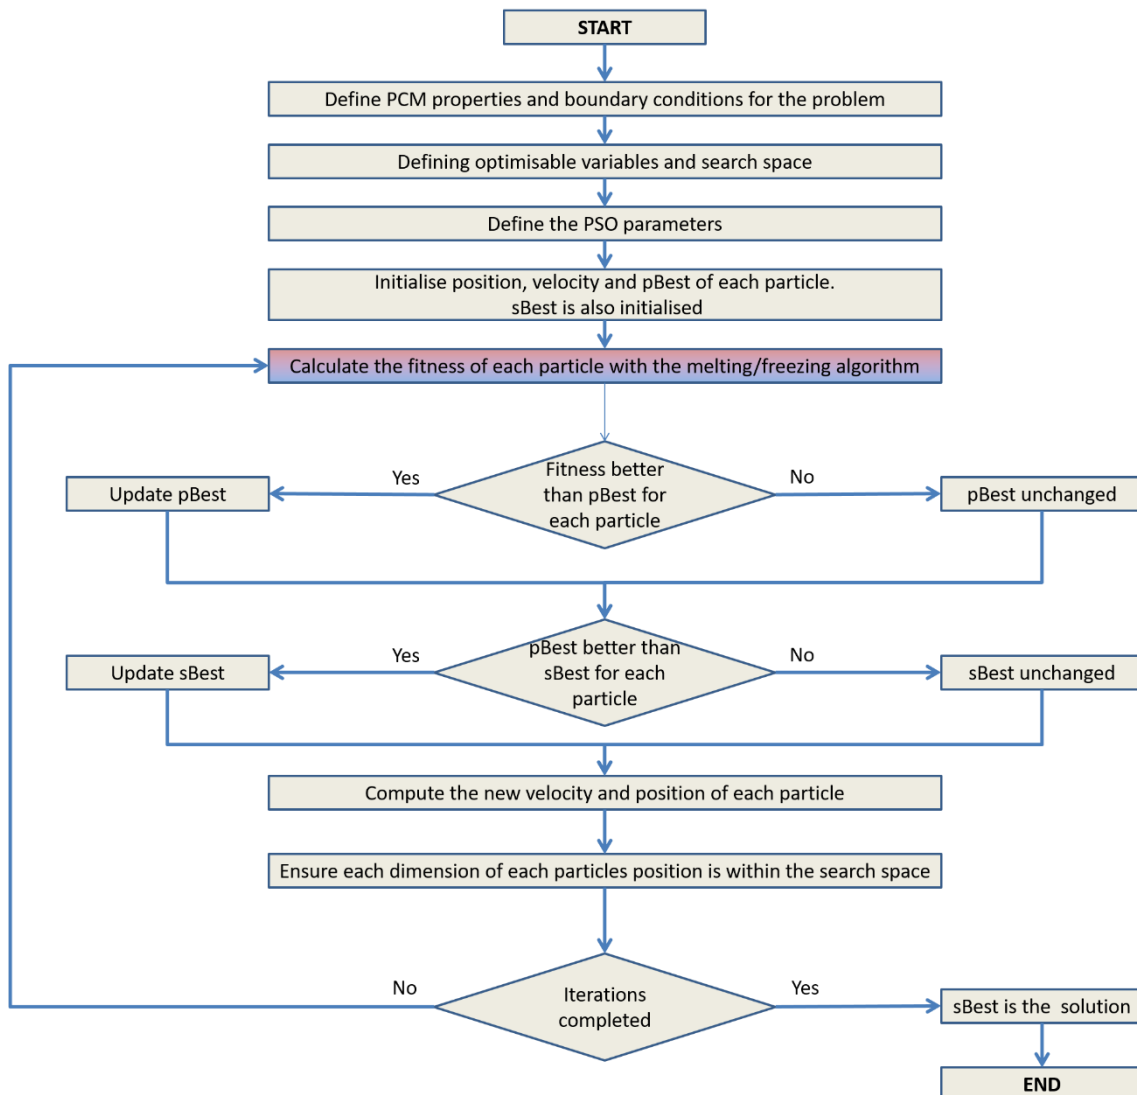 START
Define PCM properties and boundary conditions for the problem
Defining optimisable variables and search space
Define the PSO parameters
Initialise position, velocity and pBest of each particle.
sBest is also initialised
Calculate the fitness of each particle with the melting/freezing algorithm
Yes
Fitness better
than pBest for
each particle
No
Update pBest
pBest unchanged
Yes
pBest better than
sBest for each
particle
No
Update sBest
sBest unchanged
Compute the new velocity and position of each particle
Ensure each dimension of each particles position is within the search space
No
Iterations
completed
Yes
sBest is the solution
END